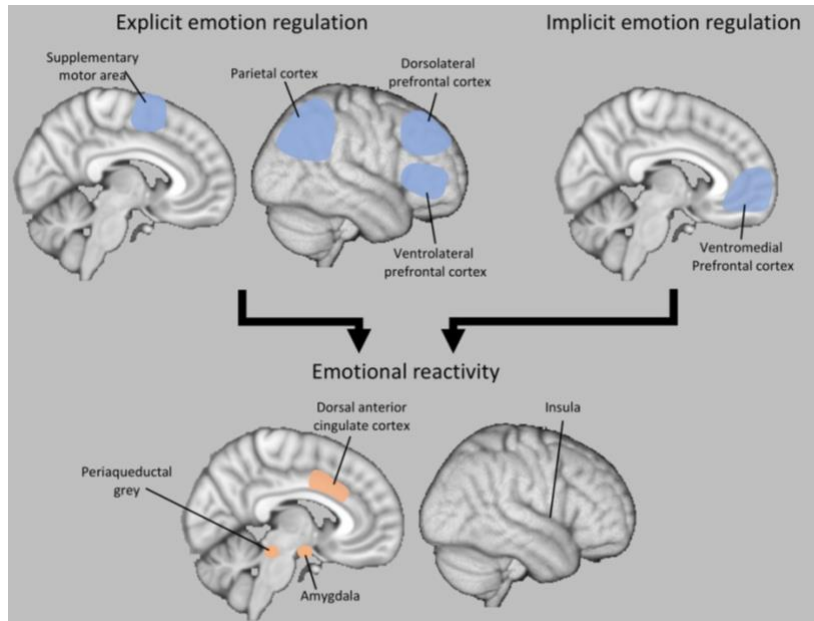 Explicit emotion regulation
Implicit emotion regulation
Supplementary
motor area
Parietal cortex
Dorsolateral
prefrontal cortex
Ventrolateral
prefrontal cortex
Ventromedial
Prefrontal cortex
Emotional reactivity
Dorsal anterior
cingulate cortex
Insula
Periaqueductal
grey
Amygdala